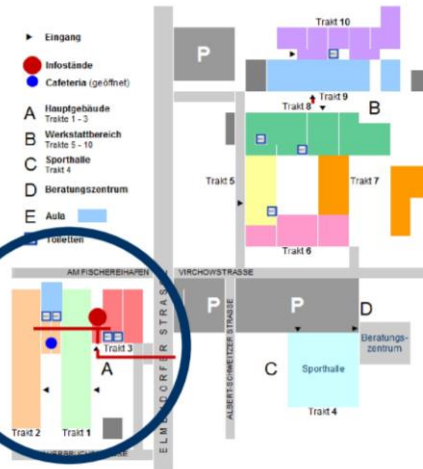 Eingang
Infostände
Cafeteria (geöffnet)
A Hauptgebäude
Trakte 1 - 3
B Werkstattbereich
Trakte 5 - 10
C Sporthalle
Trakt 4
D Beratungszentrum
E Aula
Toiletten
Trakt 10
P
Trakt 9
Trakt 8
B
Trakt 5
Trakt 7
Trakt 6
AM FISCHEREIHAFEN
VIRCHOWSTRASSE
ELMLOHER STRASSE
P
P
ALBERT-SCHWEITZER-STRASSE
D
Beratungs-
zentrum
Trakt 3
A
C
Sporthalle
Trakt 4
Trakt 2
Trakt 1